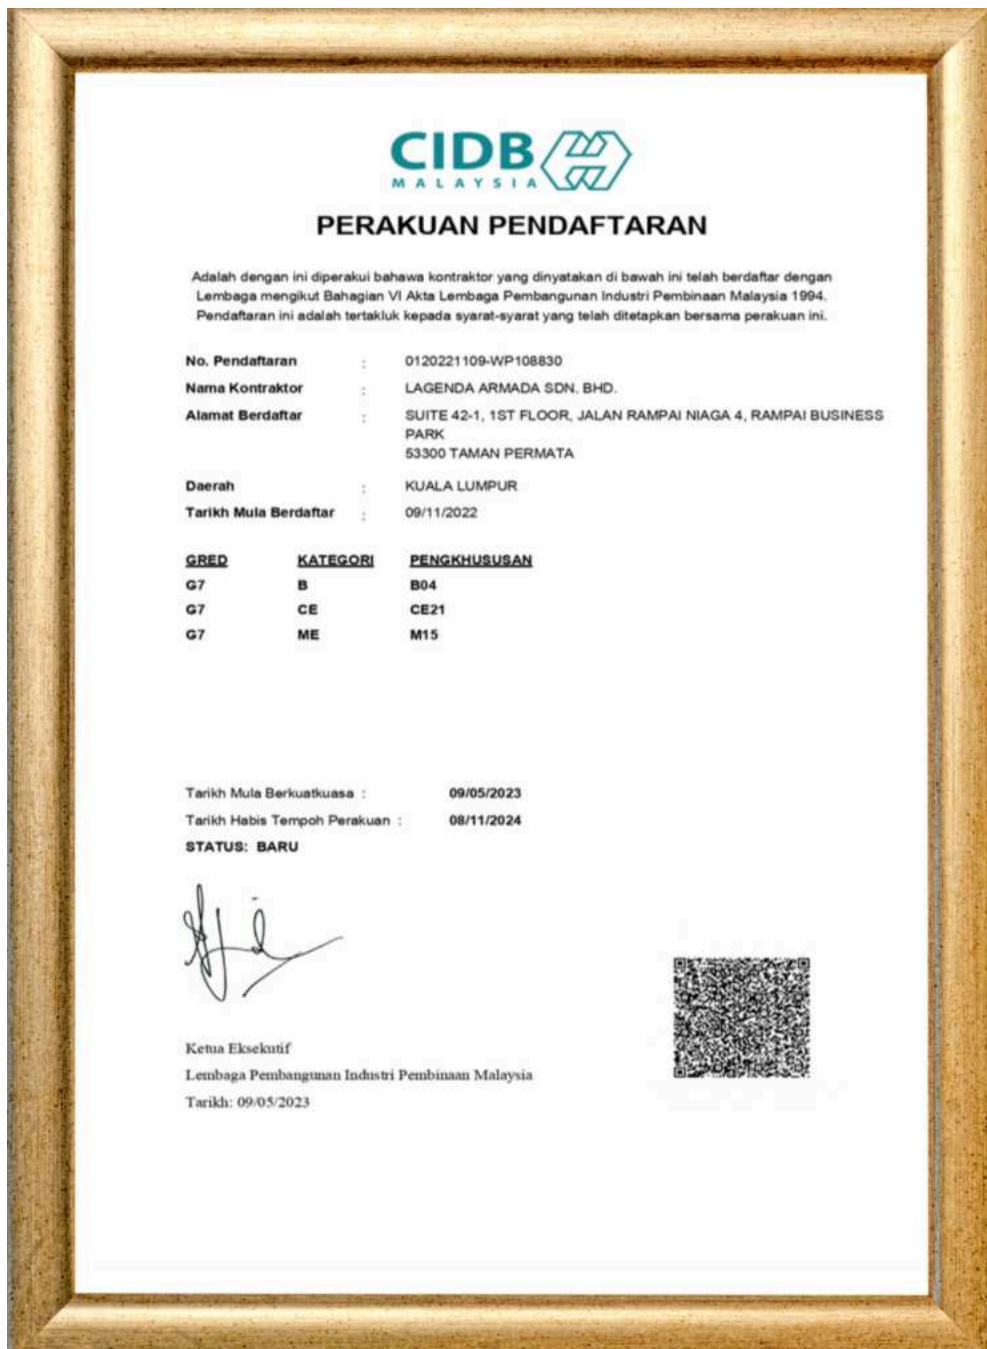 CIDB
MALAYSIA
PERAKUAN PENDAFTARAN
Adalah dengan ini diperakui bahawa kontraktor yang dinyatakan di bawah ini telah berdaftar dengan
Lembaga mengikut Bahagian VI Akta Lembaga Pembangunan Industri Pembinaan Malaysia 1994.
Pendaftaran ini adalah tertakluk kepada syarat-syarat yang telah ditetapkan bersama perakuan ini.
No. Pendaftaran : 0120221109-WP108830
Nama Kontraktor : LAGENDA ARMADA SDN. BHD.
Alamat Berdaftar : SUITE 42-1, 1ST FLOOR, JALAN RAMPAI NIAGA 4, RAMPAI BUSINESS
PARK
53300 TAMAN PERMATA
Daerah : KUALA LUMPUR
Tarikh Mula Berdaftar : 09/11/2022
GRED KATEGORI PENGKHUSUSAN
G7 B B04
G7 CE CE21
G7 ME M15
Tarikh Mula Berkuatkuasa : 09/05/2023
Tarikh Habis Tempoh Perakuan : 08/11/2024
STATUS: BARU
Ketua Eksekutif
Lembaga Pembangunan Industri Pembinaan Malaysia
Tarikh: 09/05/2023